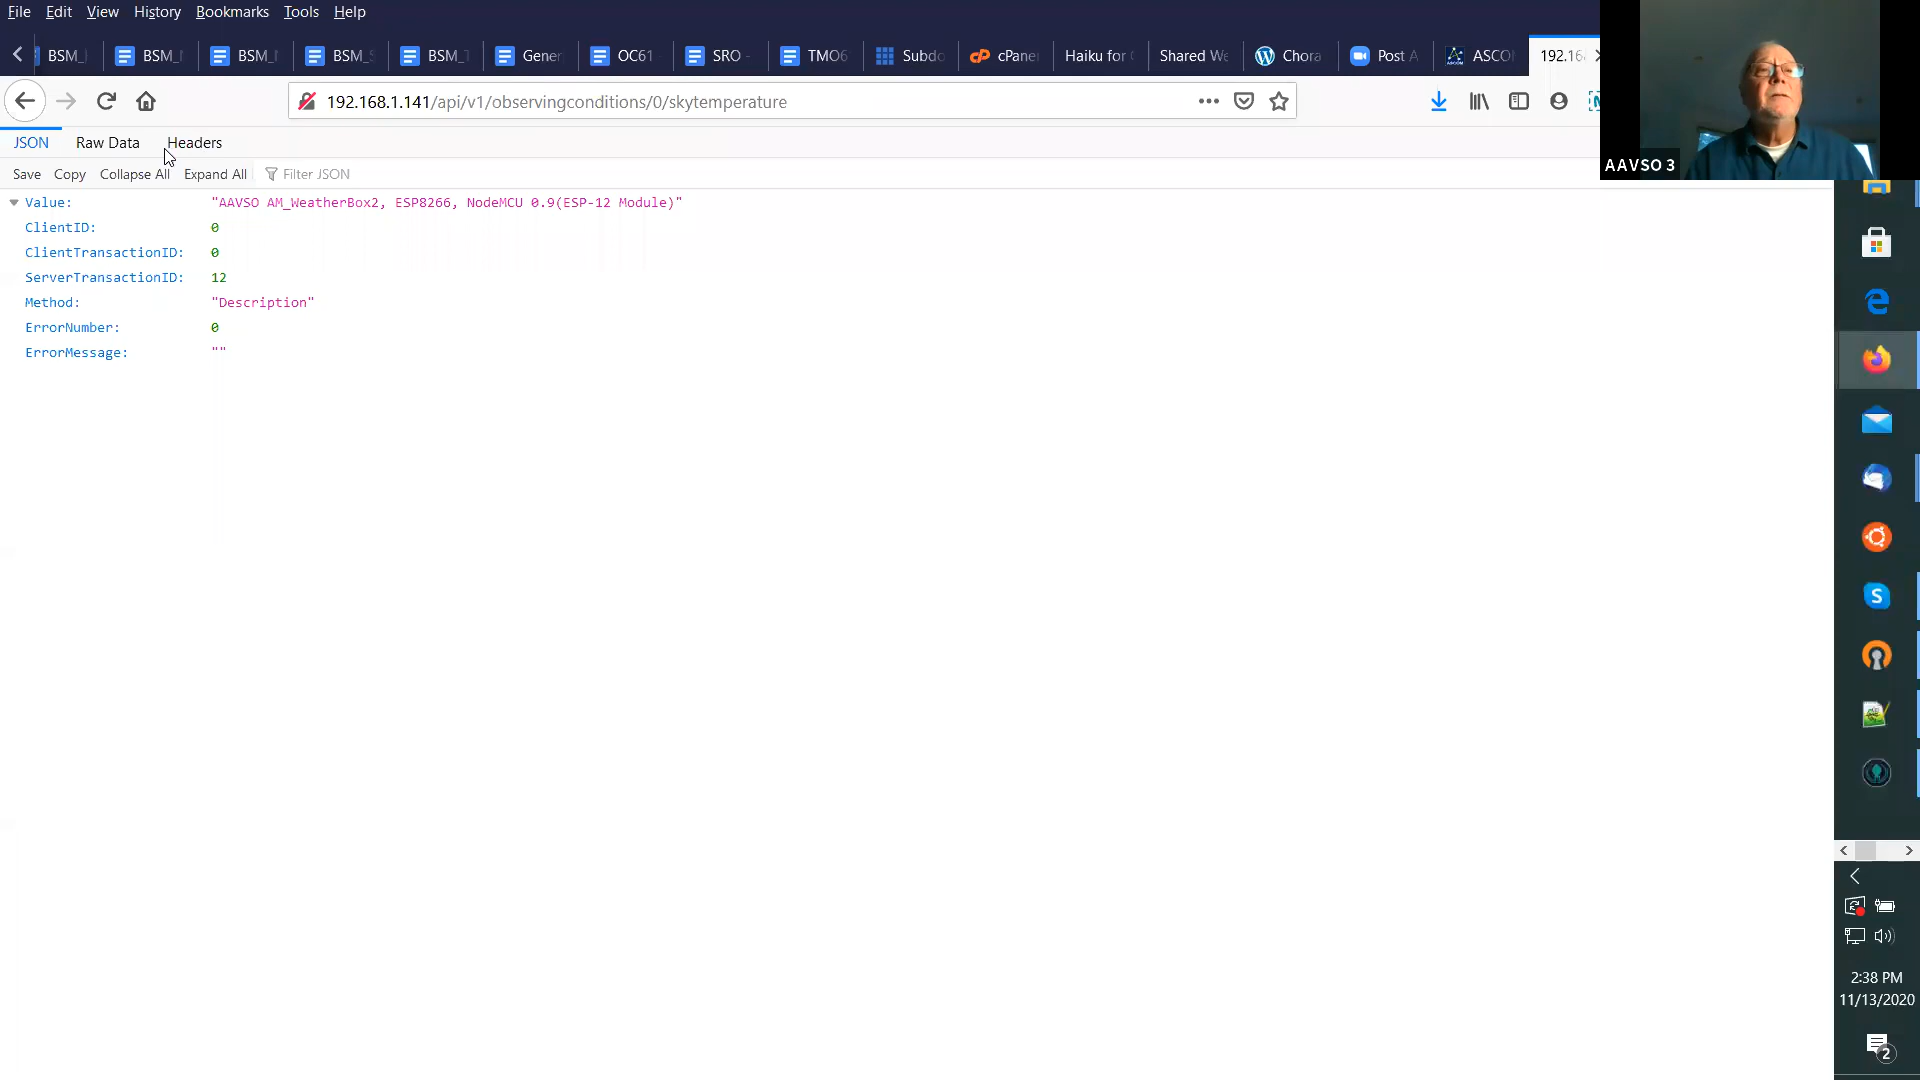 File Edit View History Bookmarks Tools Help
BSM_ BSM_ BSM_ BSM_ BSM_T Gener OC61 - SRO - TMO6 Subdo cPane Haiku for Shared We Chora Post A ASCO 192.16
192.168.1.141/api/v1/observingconditions/0/skytemperature
JSON Raw Data Headers
AAVSO 3
Save Copy Collapse All Expand All Filter JSON
Value: "AAVSO AM_WeatherBox2, ESP8266, NodeMCU 0.9(ESP-12 Module)"
ClientID: 0
ClientTransactionID: 0
ServerTransactionID: 12
Method: "Description"
ErrorNumber: 0
ErrorMessage: ""
2:38 PM
11/13/2020
2